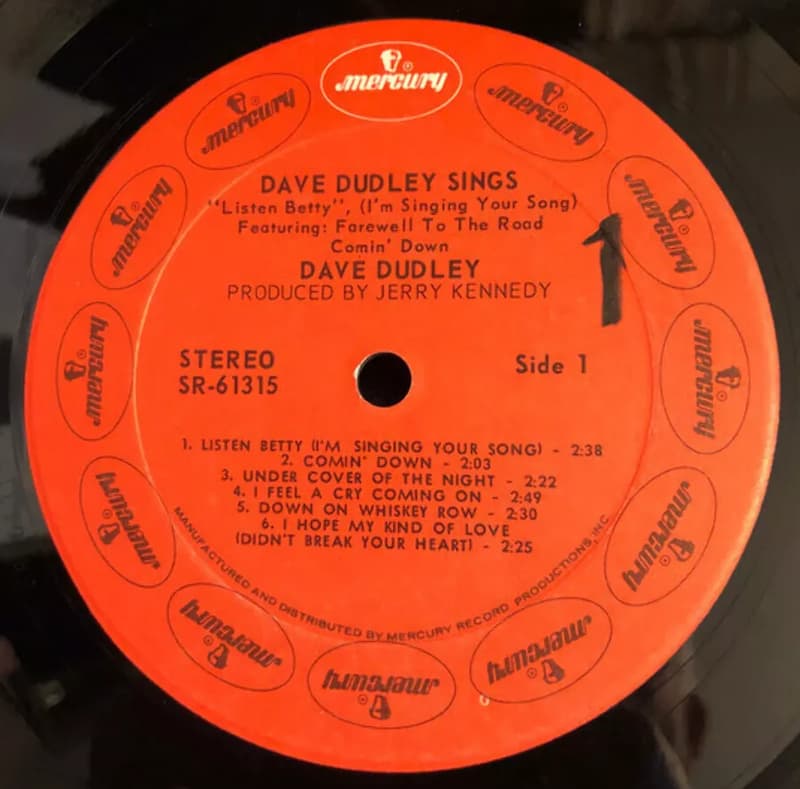 mercury
DAVE DUDLEY SINGS
"Listen Betty", (I'm Singing Your Song)
Featuring: Farewell To The Road
Comin' Down
DAVE DUDLEY
PRODUCED BY JERRY KENNEDY
1
STEREO
SR-61315
Side 1
1. LISTEN BETTY (I'M SINGING YOUR SONG) - 2:38
2. COMIN' DOWN - 2:03
3. UNDER COVER OF THE NIGHT - 2:22
4. I FEEL A CRY COMING ON - 2:49
5. DOWN ON WHISKEY ROW - 2:30
6. I HOPE MY KIND OF LOVE
(DIDN'T BREAK YOUR HEART) - 2:25
MANUFACTURED AND DISTRIBUTED BY MERCURY RECORD PRODUCTIONS, INC.
mercury
mercury
mercury
mercury
mercury
mercury
mercury
mercury
mercury
mercury
mercury